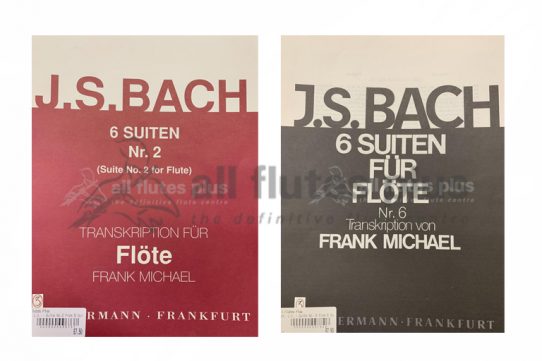 J.S.BACH
6 SUITEN
Nr. 2
(Suite No. 2 for Flute)
all flutes plus
the definitive flute centre
TRANSKRIPTION FÜR
Flöte
FRANK MICHAEL
ERMANN · FRANKFURT
J.S.BACH
6 SUITEN
FÜR
FLÖTE
Nr. 6
Transkription von
FRANK MICHAEL
ERMANN · FRANKFURT
all flutes plus
the definitive flute centre